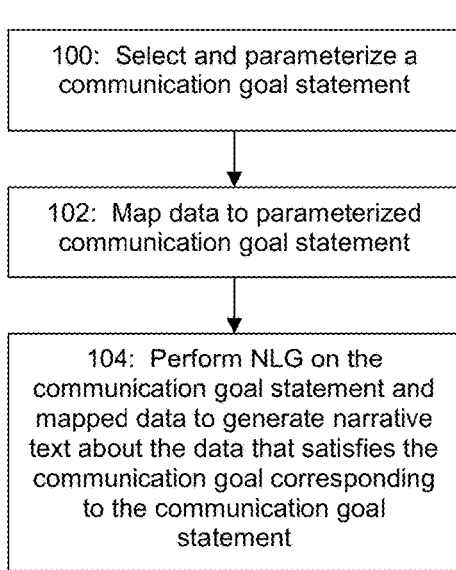 100: Select and parameterize a
communication goal statement
102: Map data to parameterized
communication goal statement
104: Perform NLG on the
communication goal statement and
mapped data to generate narrative
text about the data that satisfies the
communication goal corresponding
to the communication goal
statement